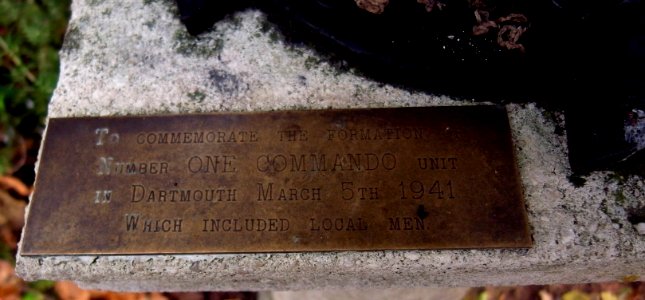 To COMMEMORATE THE FORMATION
NUMBER ONE COMMANDO UNIT
IN DARTMOUTH MARCH 5TH 1941
WHICH INCLUDED LOCAL MEN.